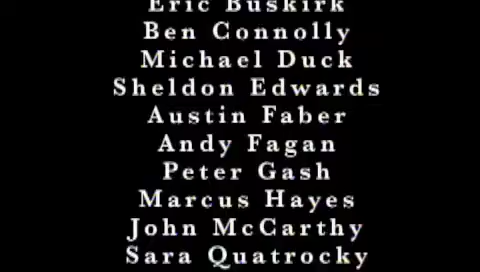 Eric Buskirk
Ben Connolly
Michael Duck
Sheldon Edwards
Austin Faber
Andy Fagan
Peter Gash
Marcus Hayes
John McCarthy
Sara Quatrocky